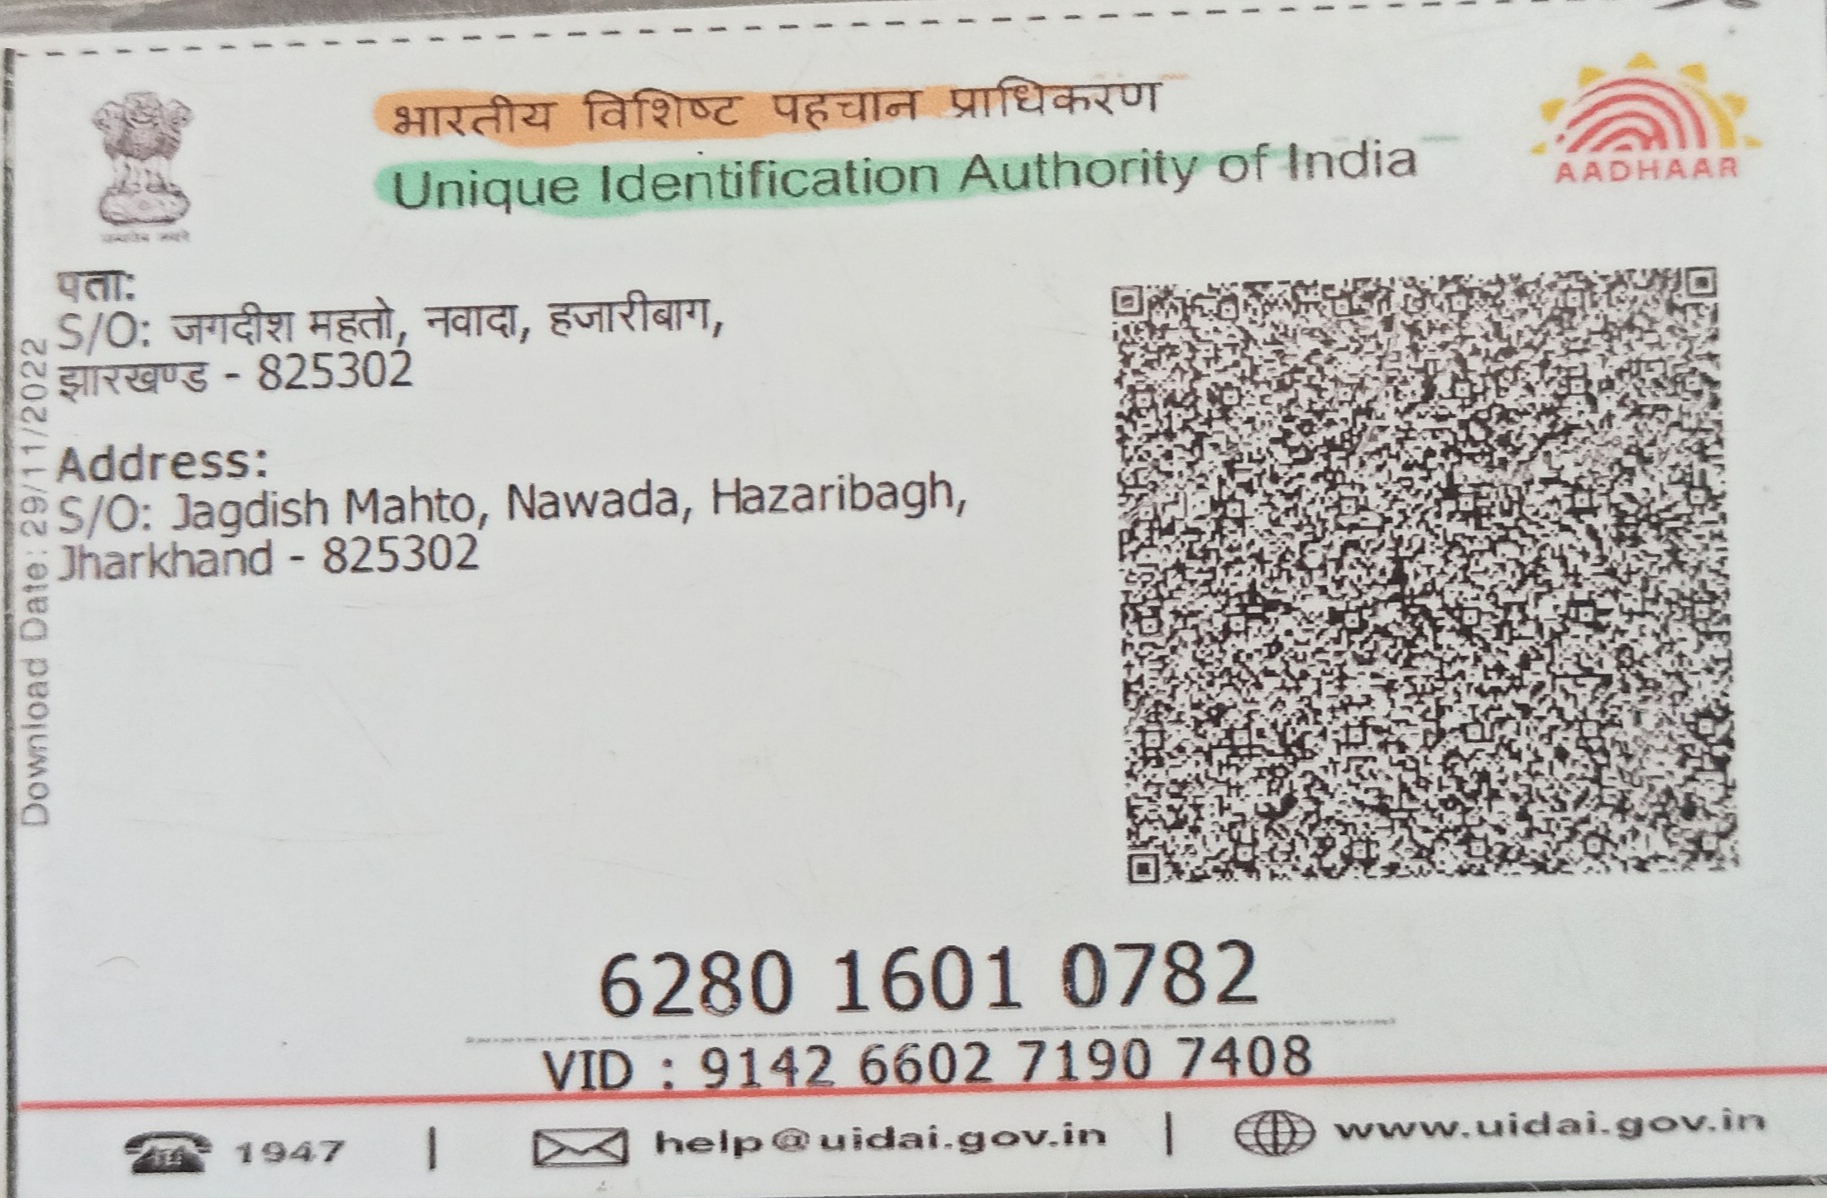 भारतीय विशिष्ट पहचान प्राधिकरण
Unique Identification Authority of India
AADHAAR
पता:
S/O: जगदीश महतो, नवादा, हजारीबाग,
झारखण्ड - 825302
Address:
S/O: Jagdish Mahto, Nawada, Hazaribagh,
Jharkhand - 825302
Download Date: 29/11/2022
6280 1601 0782
VID : 9142 6602 7190 7408
1947 | help@uidai.gov.in | www.uidai.gov.in